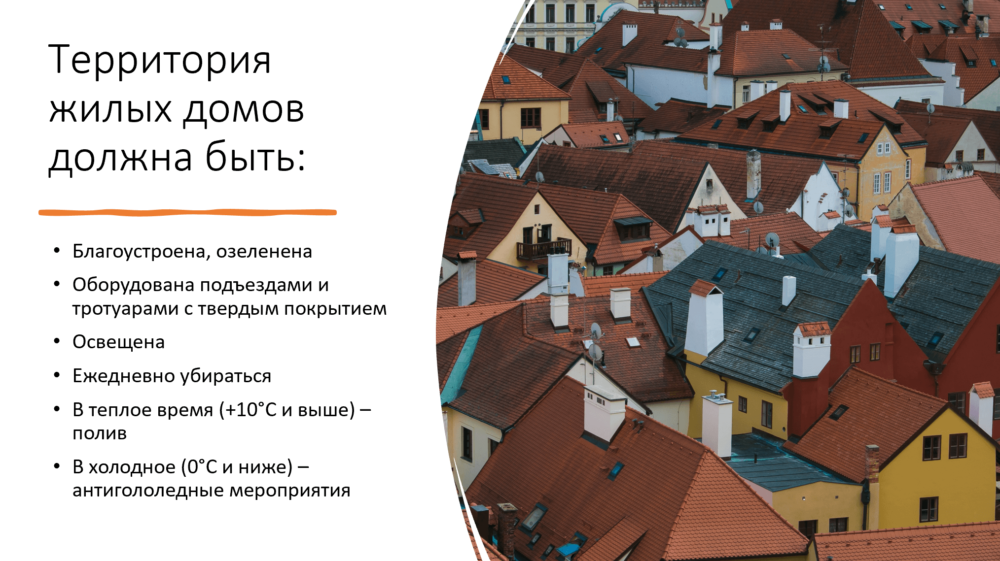 Территория
жилых домов
должна быть:
• Благоустроена, озеленена
• Оборудована подъездами и
тротуарами с твердым покрытием
• Освещена
• Ежедневно убираться
• В теплое время (+10°С и выше) –
полив
• В холодное (0°С и ниже) –
антигололедные мероприятия